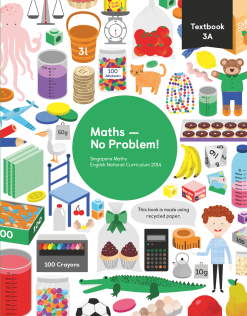 Textbook
3A
3l
100
50g
Maths —
No Problem!
Singapore Maths
English National Curriculum 2014
This book is made using
recycled paper.
00
100 Crayons
10g